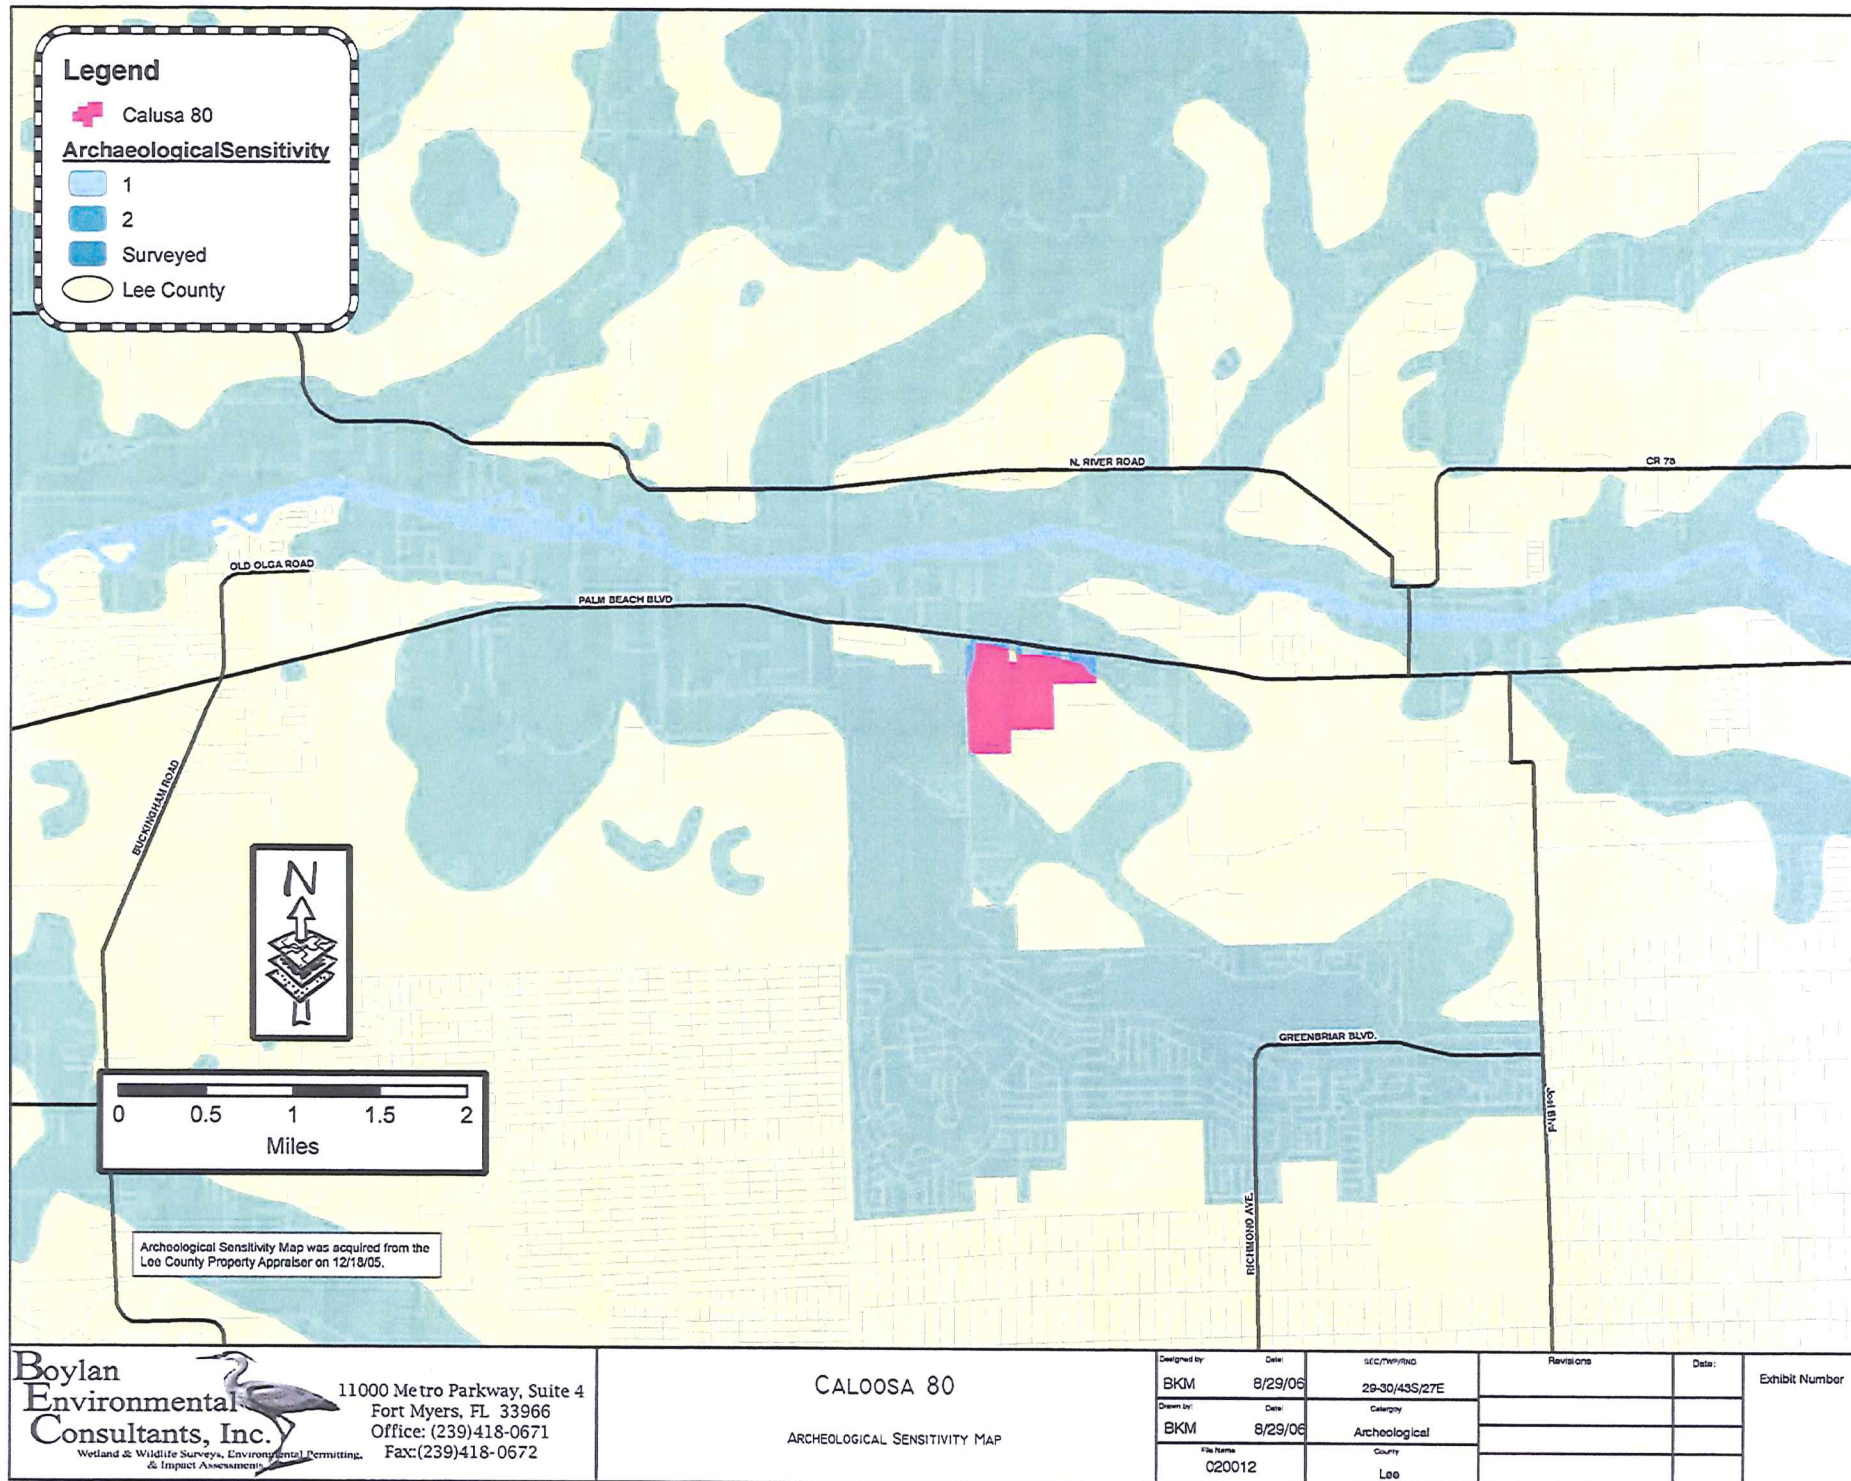 Legend
Calusa 80
ArchaeologicalSensitivity
1
2
Surveyed
Lee County
N. RIVER ROAD
CR 78
OLD OLGA ROAD
PALM BEACH BLVD
BUCKINGHAM ROAD
N
0 0.5 1 1.5 2
Miles
GREENBRIAR BLVD.
Joel Blvd
RICHMOND AVE.
Archeological Sensitivity Map was acquired from the
Lee County Property Appraiser on 12/18/05.
Boylan
Environmental
Consultants, Inc.
Wetland & Wildlife Surveys, Environmental Permitting,
& Impact Assessments
11000 Metro Parkway, Suite 4
Fort Myers, FL 33966
Office: (239)418-0671
Fax:(239)418-0672
CALOOSA 80
ARCHEOLOGICAL SENSITIVITY MAP
Designed by: Date:
BKM 8/29/06
Drawn by: Date:
BKM 8/29/06
File Name
020012
SEC/TWP/RNG
29-30/43S/27E
Catergoy
Archeological
County
Lee
Revisions Date:
Exhibit Number